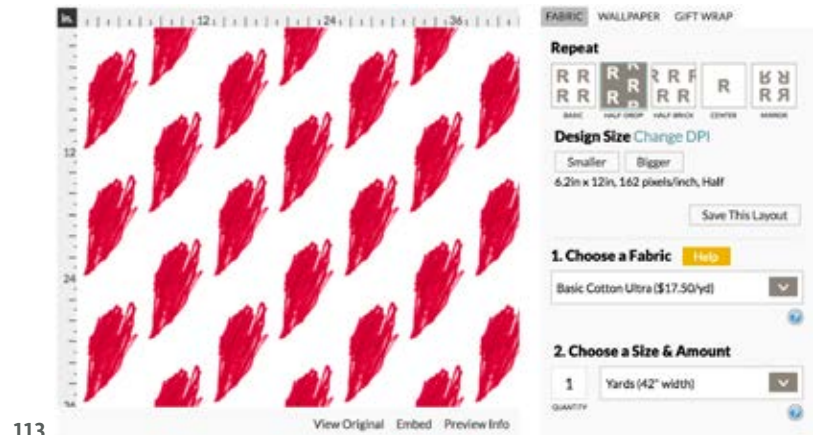 in. 12 24 36
12
24
36
FABRIC WALLPAPER GIFT WRAP
Repeat
R R R R
R R R R R
R R R R R
R
R R R R
BASIC HALF DROP HALF BRICK CENTER MIRROR
Design Size Change DPI
Smaller Bigger
6.2in x 12in, 162 pixels/inch, Half
Save This Layout
1. Choose a Fabric Help
Basic Cotton Ultra ($17.50/yd)
?
2. Choose a Size & Amount
1 Yards (42" width)
QUANTITY
?
View Original Embed Preview Info
113